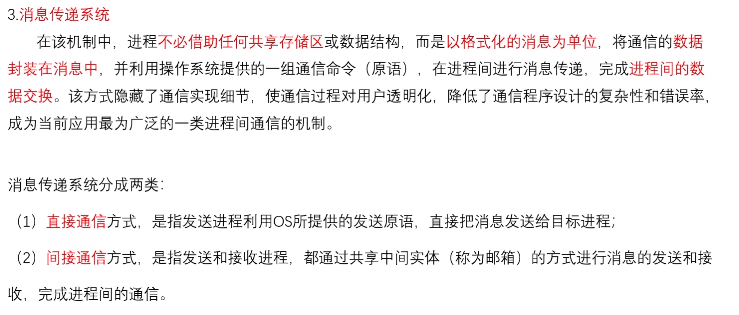 3.消息传递系统
在该机制中，进程不必借助任何共享存储区或数据结构，而是以格式化的消息为单位，将通信的数据
封装在消息中，并利用操作系统提供的一组通信命令（原语），在进程间进行消息传递，完成进程间的数
据交换。该方式隐藏了通信实现细节，使通信过程对用户透明化，降低了通信程序设计的复杂性和错误率，
成为当前应用最为广泛的一类进程间通信的机制。
消息传递系统分成两类：
（1）直接通信方式，是指发送进程利用OS所提供的发送原语，直接把消息发送给目标进程；
（2）间接通信方式，是指发送和接收进程，都通过共享中间实体（称为邮箱）的方式进行消息的发送和接
收，完成进程间的通信。